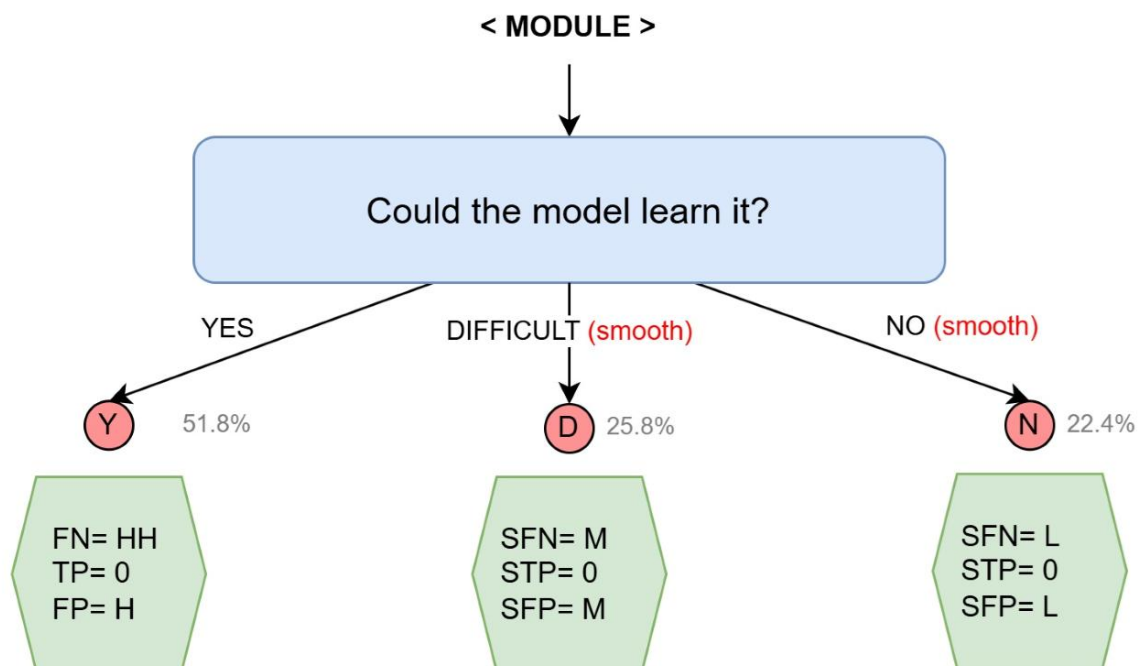 < MODULE >
Could the model learn it?
YES
DIFFICULT (smooth)
NO (smooth)
Y
51.8%
D
25.8%
N
22.4%
FN= HH
TP= 0
FP= H
SFN= M
STP= 0
SFP= M
SFN= L
STP= 0
SFP= L